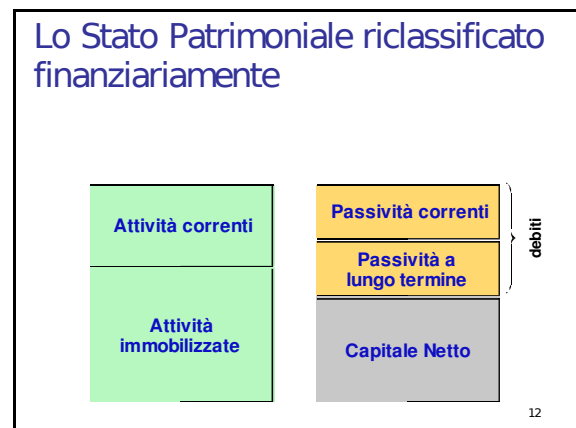 Lo Stato Patrimoniale riclassificato
finanziariamente
Attività correnti
Attività
immobilizzate
Passività correnti
Passività a
lungo termine
Capitale Netto
debiti
12